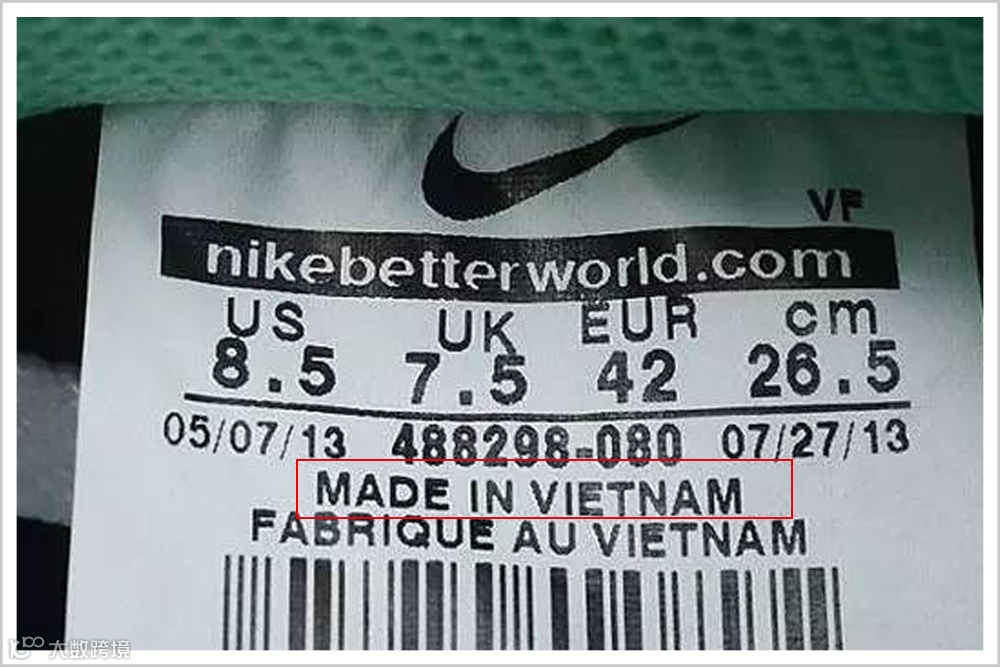 VF
nikebetterworld.com
US UK EUR cm
8.5 7.5 42 26.5
05/07/13 488298-080 07/27/13
MADE IN VIETNAM
FABRIQUE AU VIETNAM
大数跨境